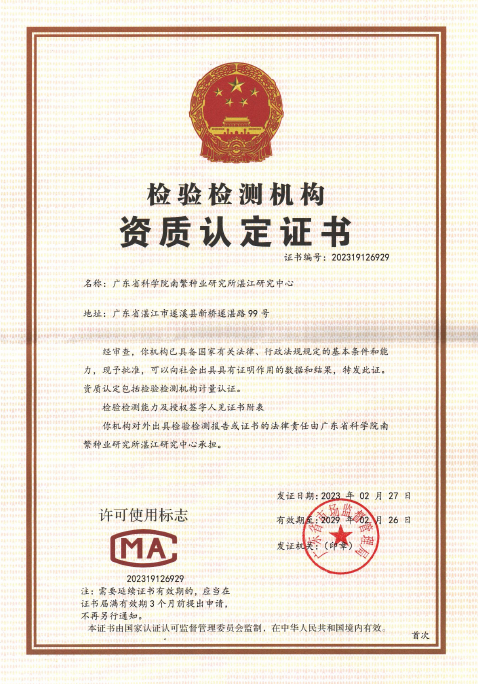 检验检测机构
资质认定证书
证书编号：202319126929
名称：广东省科学院南繁种业研究所湛江研究中心
地址：广东省湛江市遂溪县新桥遂湛路99号
经审查，你机构已具备国家有关法律、行政法规规定的基本条件和能
力，现予批准，可以向社会出具具有证明作用的数据和结果，特发此证。
资质认定包括检验检测机构计量认证。
检验检测能力及授权签字人见证书附表
你机构对外出具检验检测报告或证书的法律责任由广东省科学院南
繁种业研究所湛江研究中心承担。
发证日期：2023 年 02 月 27 日
许可使用标志
有效期至：2029 年 02 月 26 日
发证机关：（印章）
广东省市场监督管理局
MA
202319126929
注：需要延续证书有效期的，应当在
证书届满有效期3个月前提出申请，
不再另行通知。
本证书由国家认证认可监督管理委员会监制，在中华人民共和国境内有效。
首次